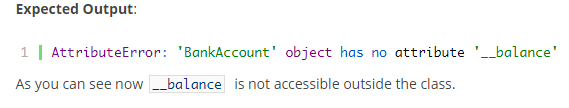 Expected Output:
1 AttributeError: 'BankAccount' object has no attribute '__balance'
As you can see now __balance is not accessible outside the class.